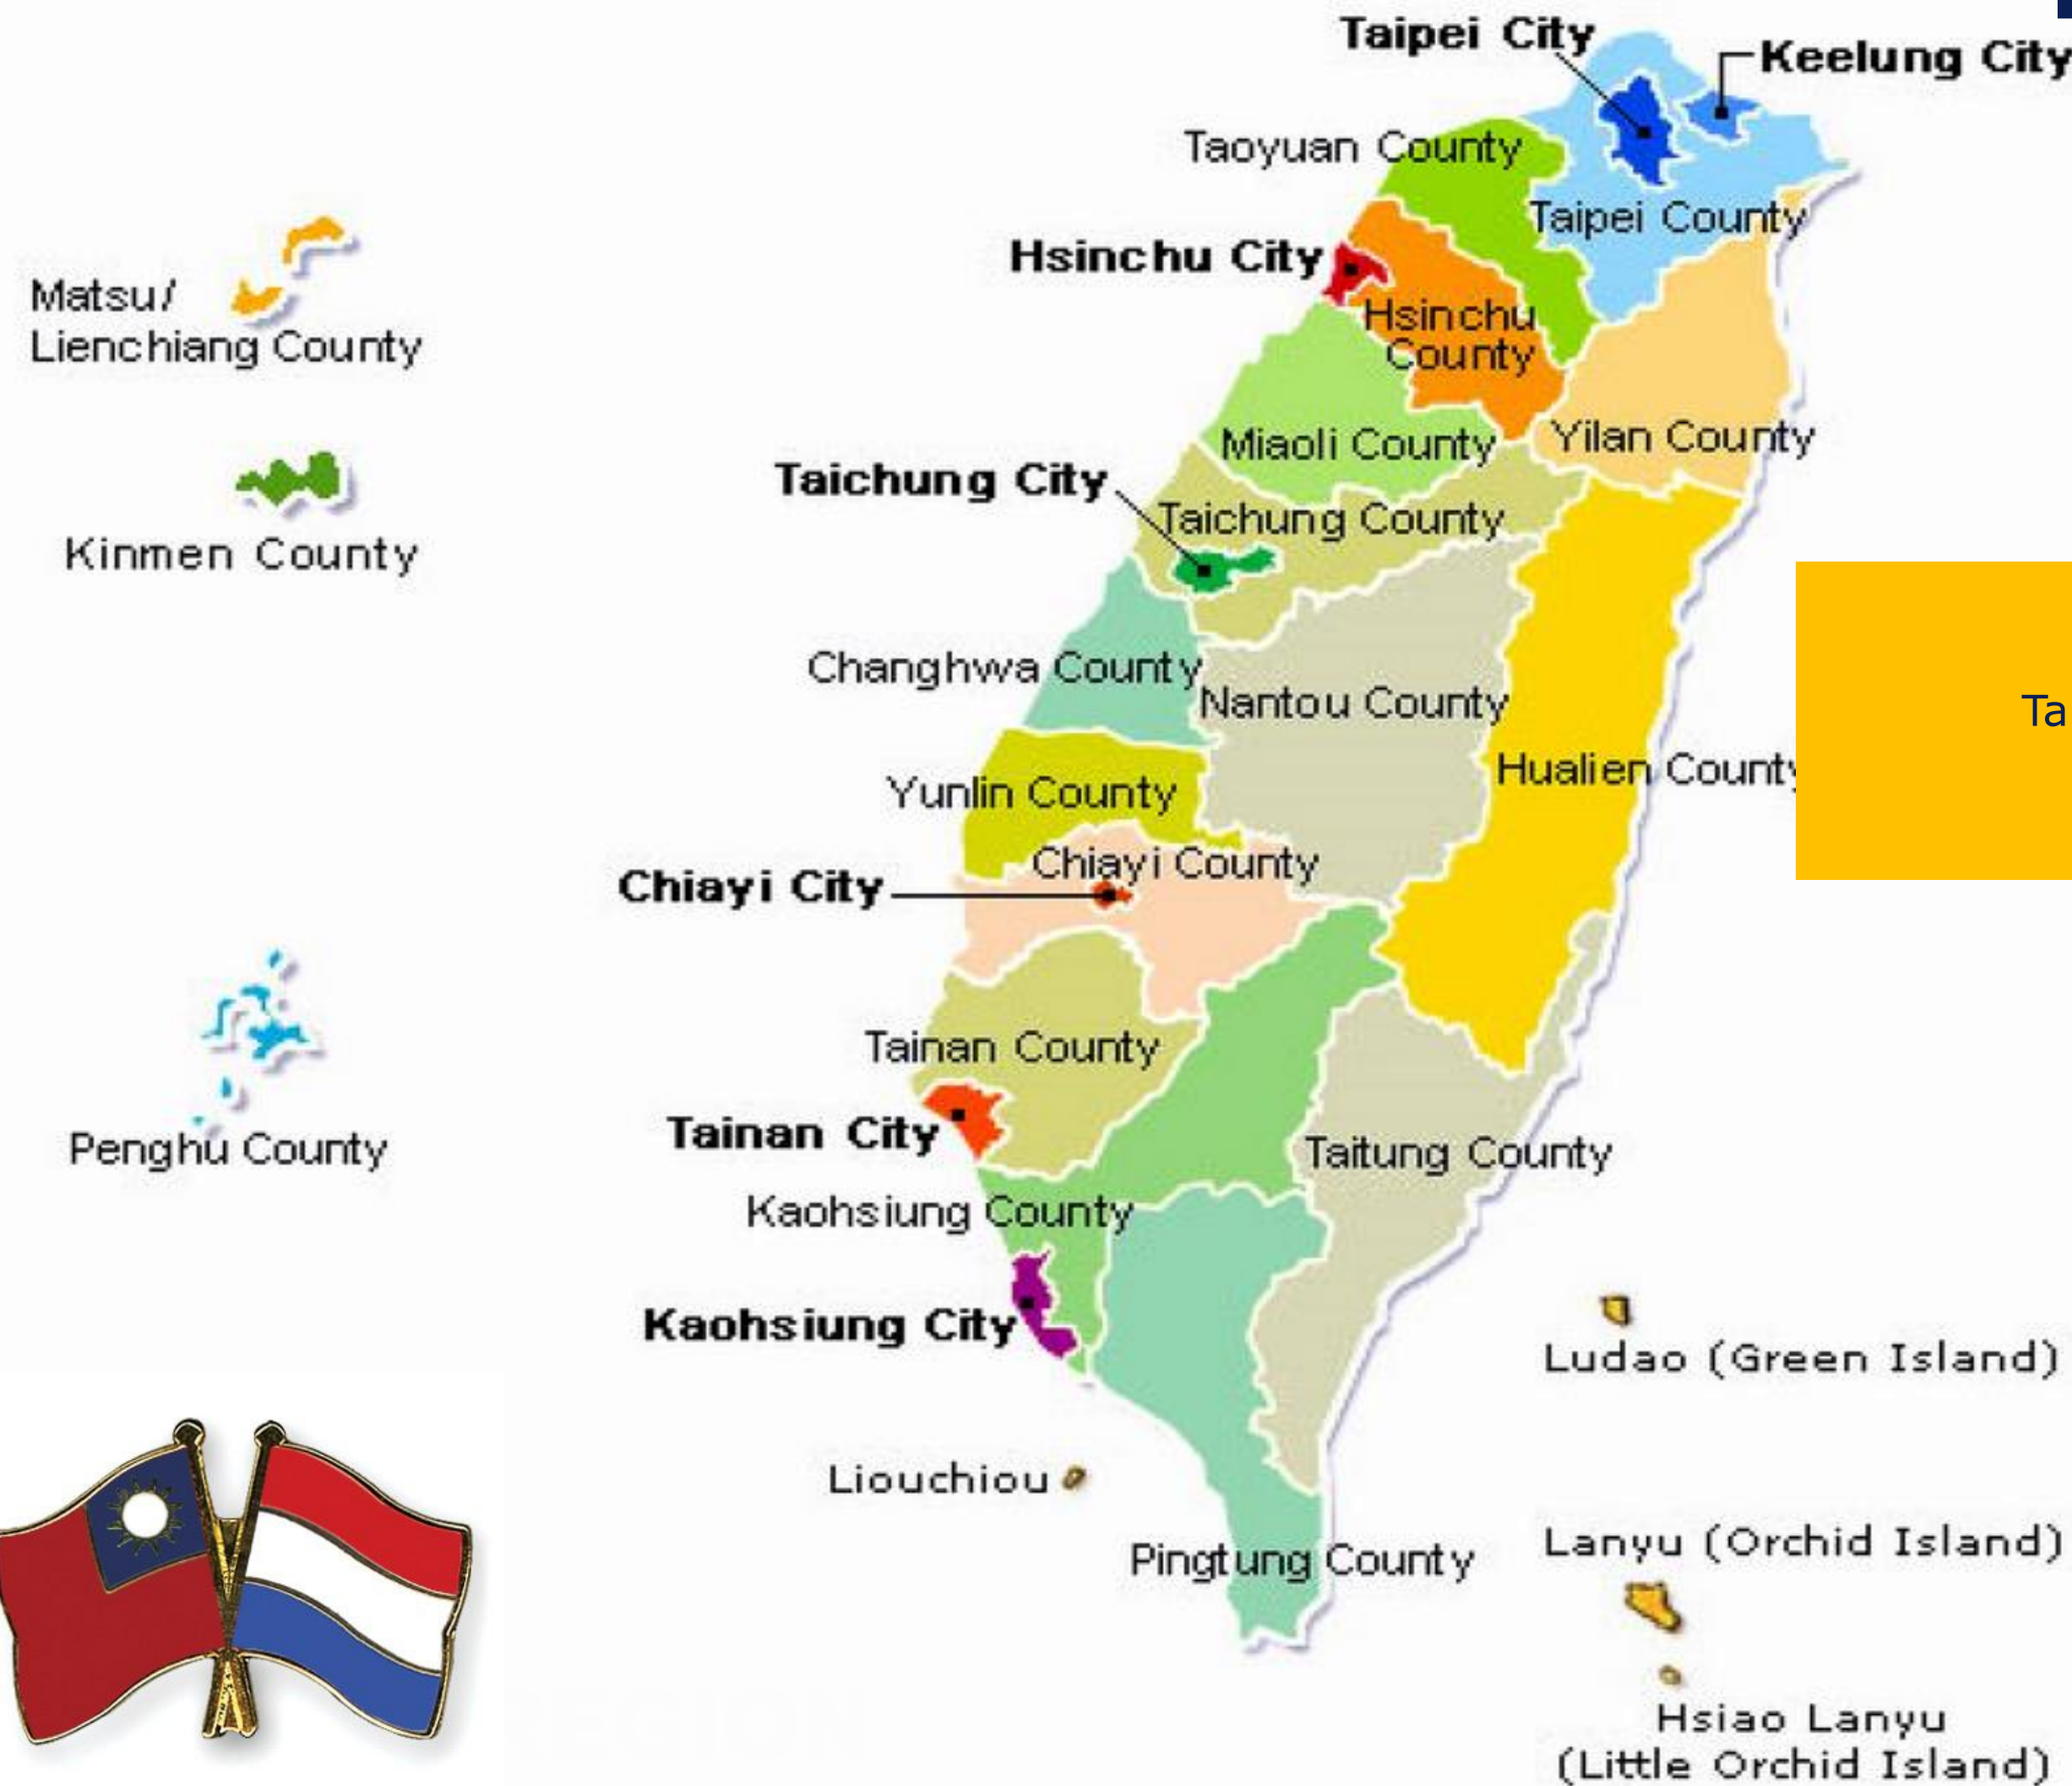 Taipei City
Keelung City
Taoyuan County
Taipei County
Hsinchu City
Matsu/
Lienchiang County
Hsinchu
County
Miaoli County
Yilan County
Taichung City
Taichung County
Kinmen County
Changhwa County
Nantou County
Ta
Hualien County
Yunlin County
Chiayi County
Chiayi City
Tainan County
Tainan City
Penghu County
Taitung County
Kaohsiung County
Kaohsiung City
Ludao (Green Island)
Liouchiou
Lanyu (Orchid Island)
Pingtung County
Hsiao Lanyu
(Little Orchid Island)